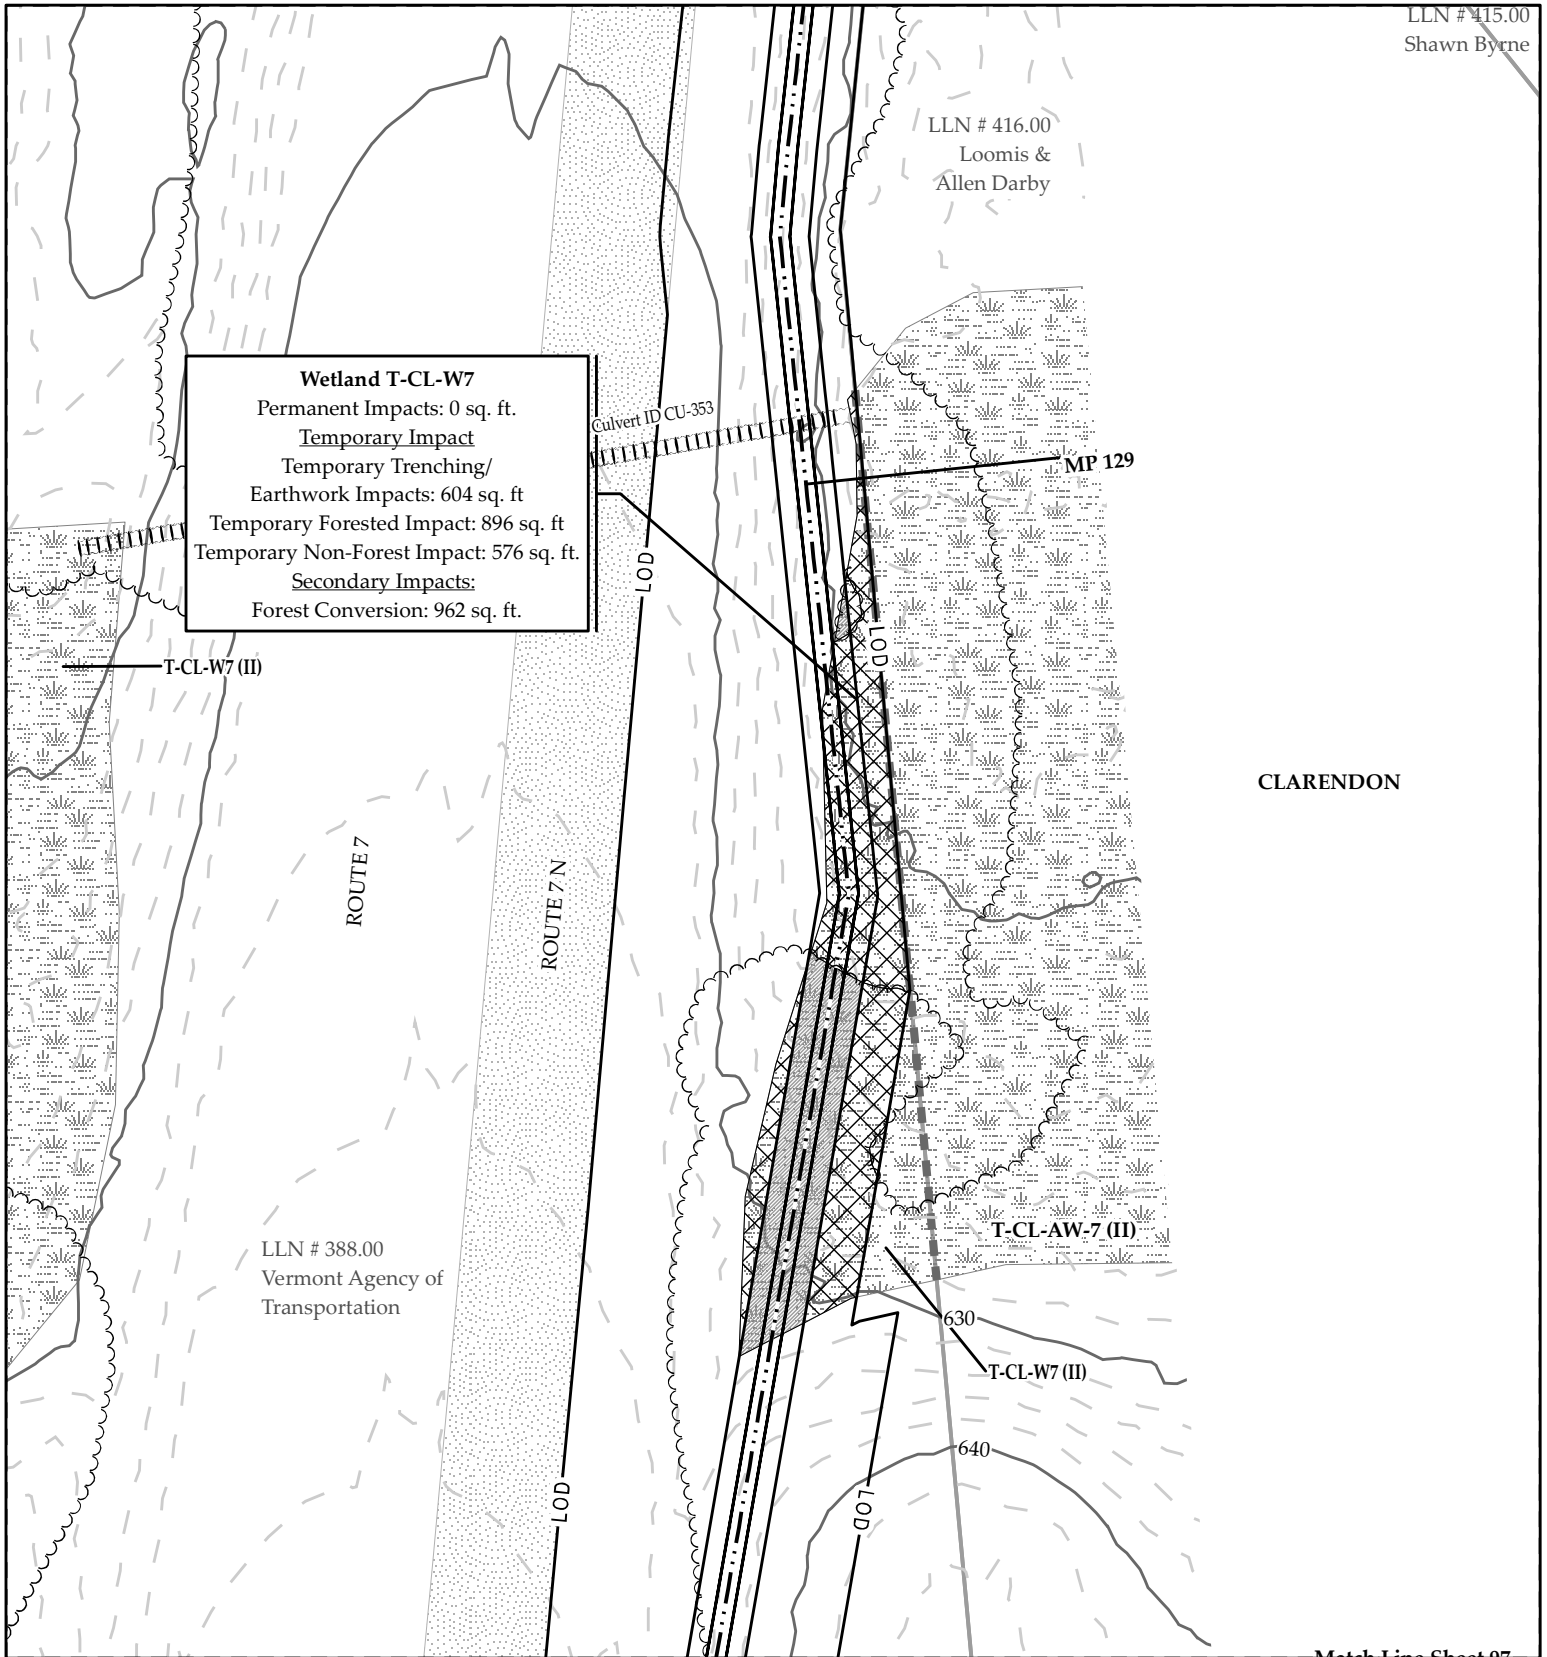 LLN # 415.00
Shawn Byrne
LLN # 416.00
Loomis &
Allen Darby
Wetland T-CL-W7
Permanent Impacts: 0 sq. ft.
Temporary Impact
Temporary Trenching/
Earthwork Impacts: 604 sq. ft
Temporary Forested Impact: 896 sq. ft
Temporary Non-Forest Impact: 576 sq. ft.
Secondary Impacts:
Forest Conversion: 962 sq. ft.
Culvert ID CU-353
MP 129
LOD
LOD
T-CL-W7 (II)
CLARENDON
ROUTE 7
ROUTE 7 N
T-CL-AW-7 (II)
LLN # 388.00
Vermont Agency of
Transportation
630
T-CL-W7 (II)
640
LOD
LOD
Match Line Sheet 97